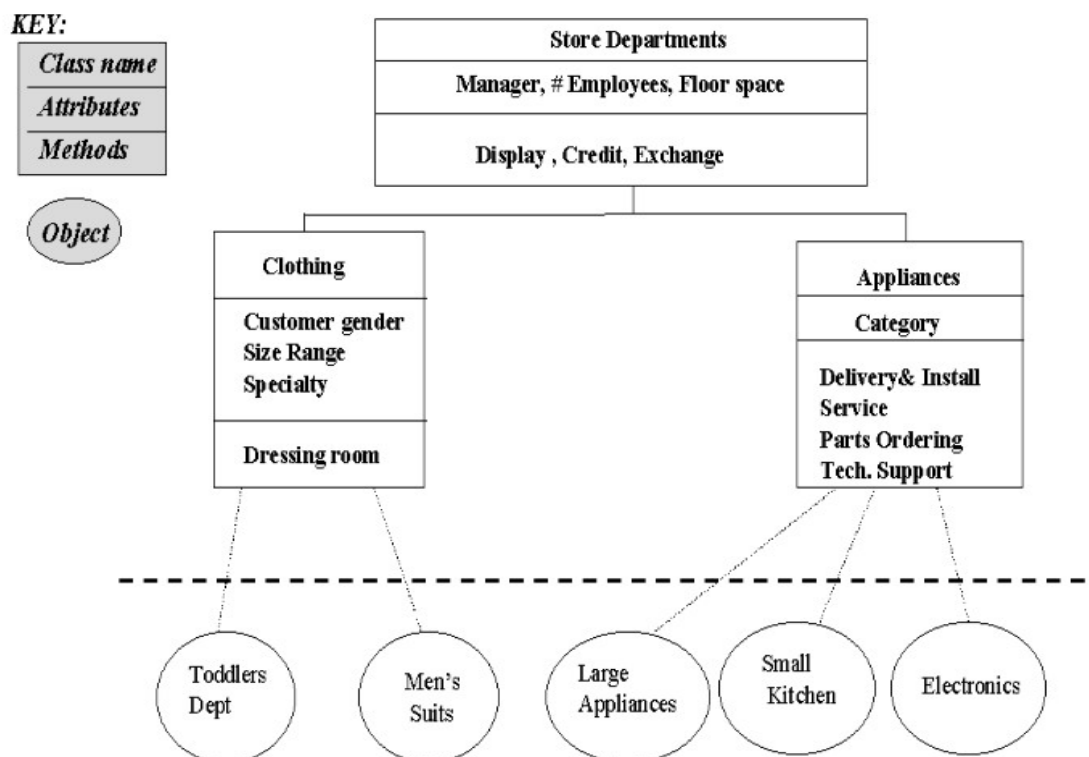 KEY:
Class name
Attributes
Methods
Object
Store Departments
Manager, # Employees, Floor space
Display , Credit, Exchange
Clothing
Customer gender
Size Range
Specialty
Dressing room
Appliances
Category
Delivery& Install
Service
Parts Ordering
Tech. Support
Toddlers
Dept
Men's
Suits
Large
Appliances
Small
Kitchen
Electronics